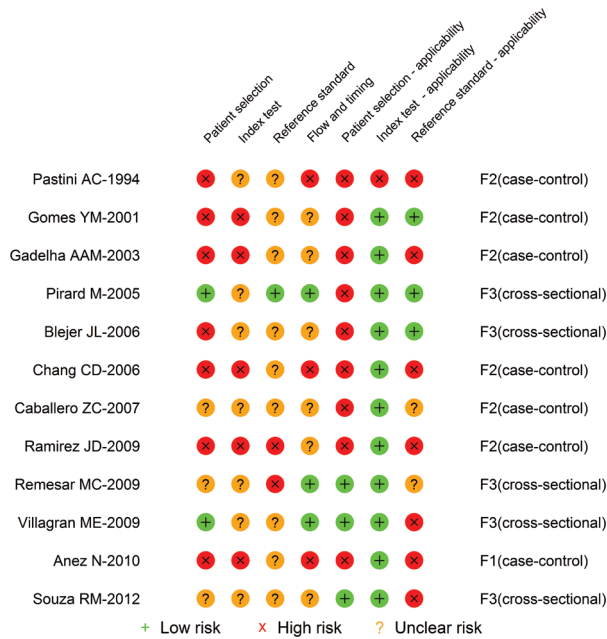 Patient selection
Index test
Reference standard
Flow and timing
Patient selection - applicability
Index test - applicability
Reference standard - applicability
Pastini AC-1994 × ? ? × × × × F2(case-control)
Gomes YM-2001 × × ? ? × + + F2(case-control)
Gadelha AAM-2003 × × ? ? × + × F2(case-control)
Pirard M-2005 + ? + + × + + F3(cross-sectional)
Blejer JL-2006 × ? ? ? × + + F3(cross-sectional)
Chang CD-2006 × × ? × × + × F2(case-control)
Caballero ZC-2007 ? ? ? ? × + ? F2(case-control)
Ramirez JD-2009 × × × ? × + × F2(case-control)
Remesar MC-2009 ? ? × + + + ? F3(cross-sectional)
Villagran ME-2009 + ? ? + + + × F3(cross-sectional)
Anez N-2010 × × ? × × + × F1(case-control)
Souza RM-2012 ? ? ? ? + + × F3(cross-sectional)
+ Low risk × High risk ? Unclear risk